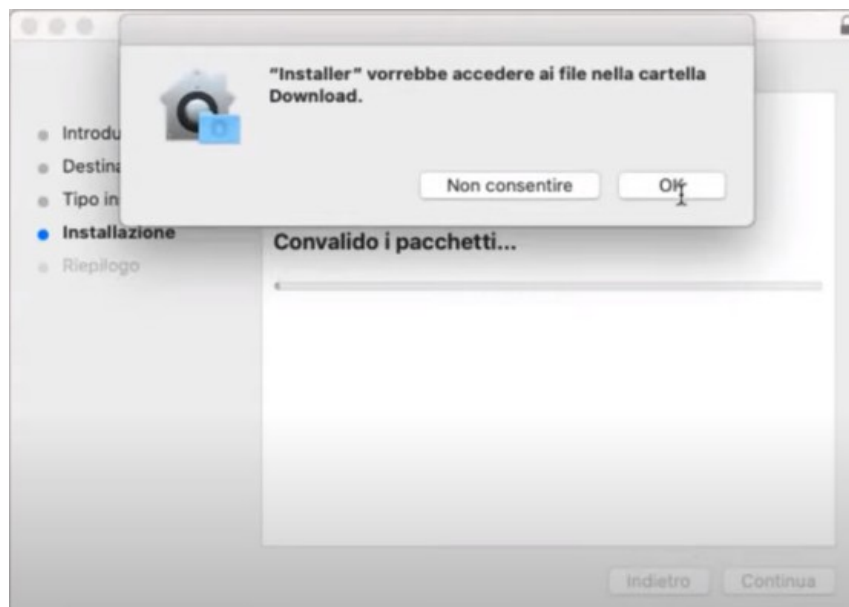 "Installer" vorrebbe accedere ai file nella cartella
Download.
Non consentire
OK
Introdu
Destina
Tipo in
Installazione
Riepilogo
Convalido i pacchetti...
Indietro
Continua